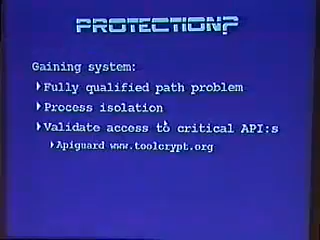 PROTECTION?
Gaining system:
Fully qualified path problem
Process isolation
Validate access to critical API:s
Apiguard www.toolcrypt.org